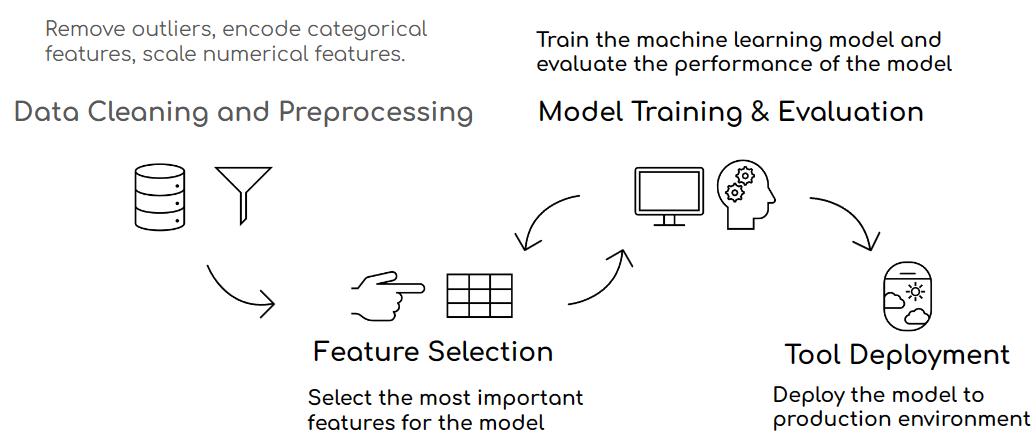 Remove outliers, encode categorical
features, scale numerical features.
Data Cleaning and Preprocessing
Train the machine learning model and
evaluate the performance of the model
Model Training & Evaluation
Feature Selection
Select the most important
features for the model
Tool Deployment
Deploy the model to
production environment